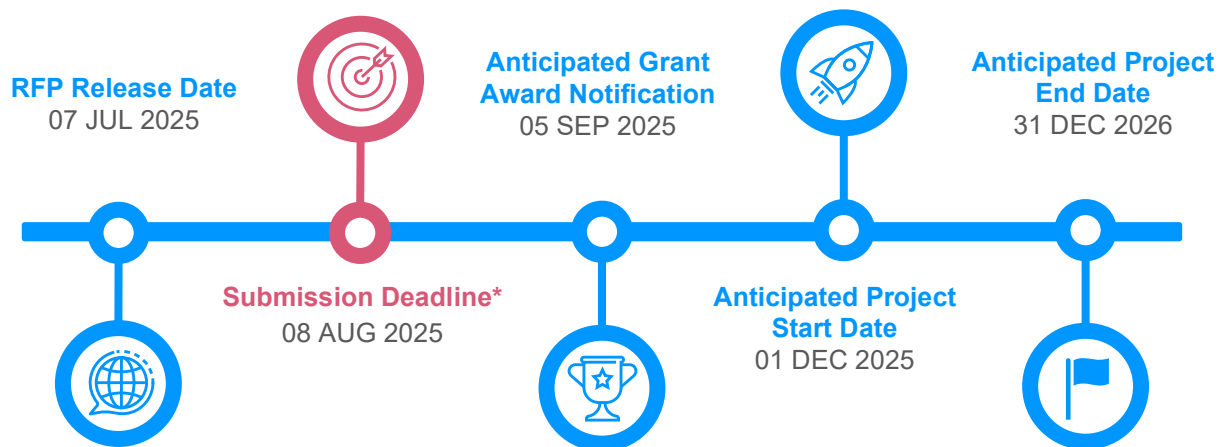 RFP Release Date
07 JUL 2025
Submission Deadline*
08 AUG 2025
Anticipated Grant
Award Notification
05 SEP 2025
Anticipated Project
Start Date
01 DEC 2025
Anticipated Project
End Date
31 DEC 2026